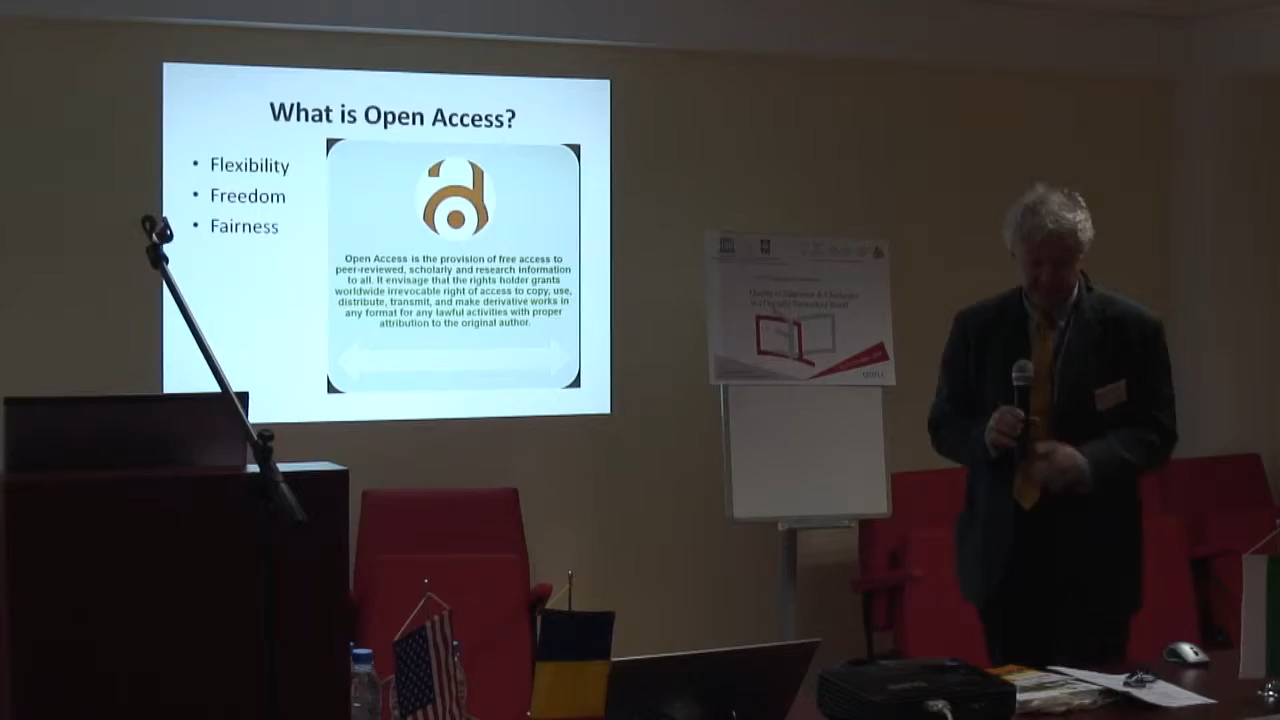 What is Open Access?
• Flexibility
• Freedom
• Fairness
Open Access is the provision of free access to
peer-reviewed, scholarly and research information
to all. It envisage that the rights holder grants
worldwide irrevocable right of access to copy, use,
distribute, transmit, and make derivative works in
any format for any lawful activities with proper
attribution to the original author.